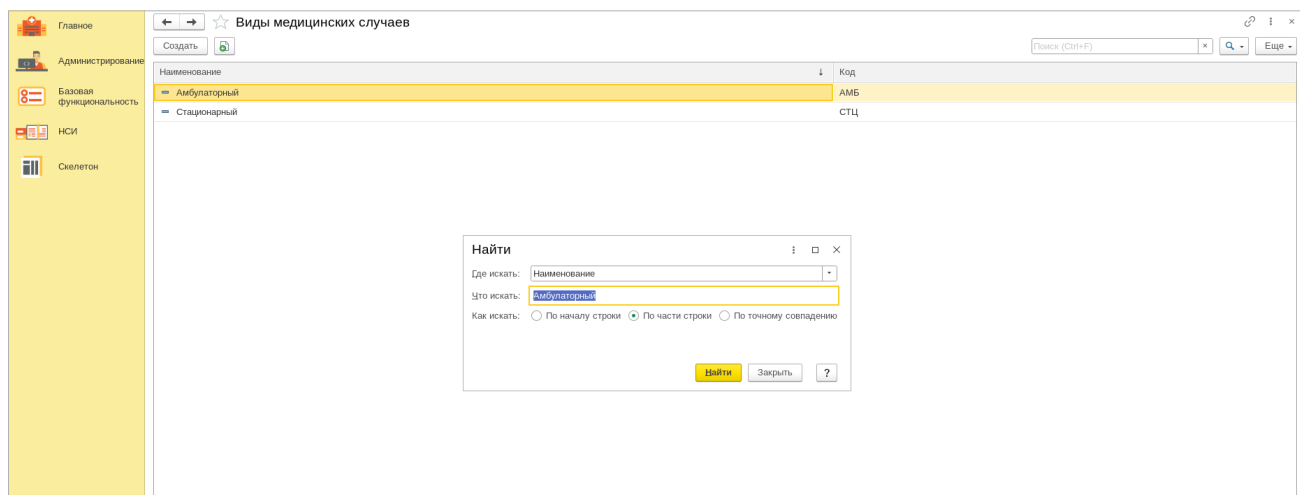 Главное
Администрирование
Базовая
функциональность
НСИ
Скелетон
Виды медицинских случаев
Создать
Поиск (Ctrl+F)
×
Еще
Наименование ↓ Код
Амбулаторный АМБ
Стационарный СТЦ
Найти
Где искать: Наименование
Что искать: Амбулаторный
Как искать: По началу строки По части строки По точному совпадению
Найти Закрыть ?